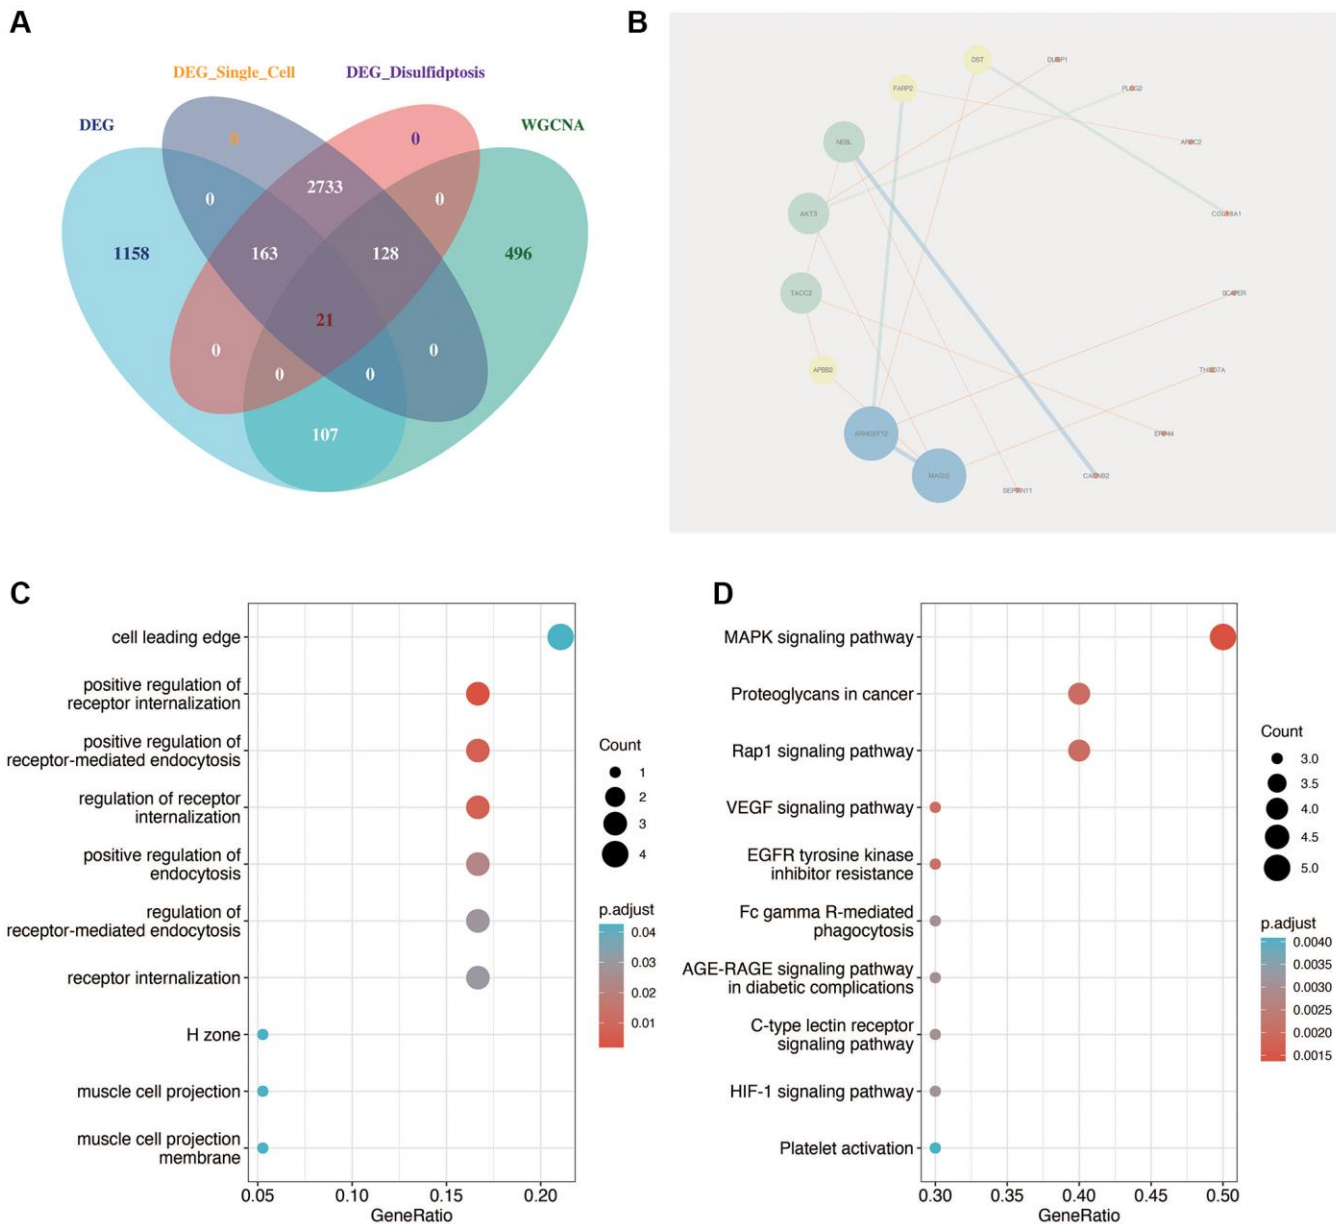 A
DEG_Single_Cell
DEG_Disulfidptosis
DEG
WGCNA
0
0
0
2733
0
1158
163
128
496
21
0
0
0
0
107
B
DST
DUSP1
FARP2
PLCG2
NEBL
ARPC2
AKT3
COL18A1
TACC2
SCAPER
APBB2
THSD7A
ARHGEF12
ERC4
MAGI2
CACNB2
SEPTIN11
C
cell leading edge
positive regulation of
receptor internalization
positive regulation of
receptor-mediated endocytosis
regulation of receptor
internalization
positive regulation of
endocytosis
regulation of
receptor-mediated endocytosis
receptor internalization
H zone
muscle cell projection
muscle cell projection
membrane
0.05
0.10
0.15
0.20
GeneRatio
Count
1
2
3
4
p.adjust
0.04
0.03
0.02
0.01
D
MAPK signaling pathway
Proteoglycans in cancer
Rap1 signaling pathway
VEGF signaling pathway
EGFR tyrosine kinase
inhibitor resistance
Fc gamma R-mediated
phagocytosis
AGE-RAGE signaling pathway
in diabetic complications
C-type lectin receptor
signaling pathway
HIF-1 signaling pathway
Platelet activation
0.30
0.35
0.40
0.45
0.50
GeneRatio
Count
3.0
3.5
4.0
4.5
5.0
p.adjust
0.0040
0.0035
0.0030
0.0025
0.0020
0.0015